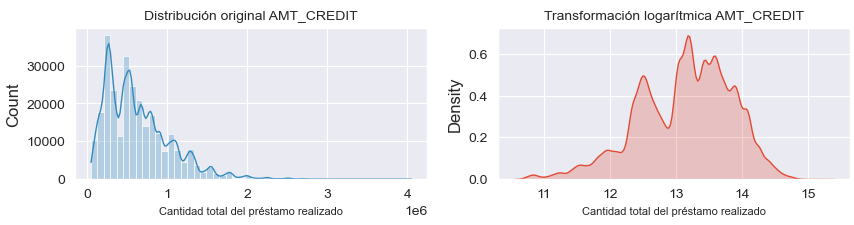 Distribución original AMT_CREDIT
Count
30000
20000
10000
0
0 1 2 3 4
1e6
Cantidad total del préstamo realizado
Transformación logarítmica AMT_CREDIT
Density
0.6
0.4
0.2
0.0
11 12 13 14 15
Cantidad total del préstamo realizado